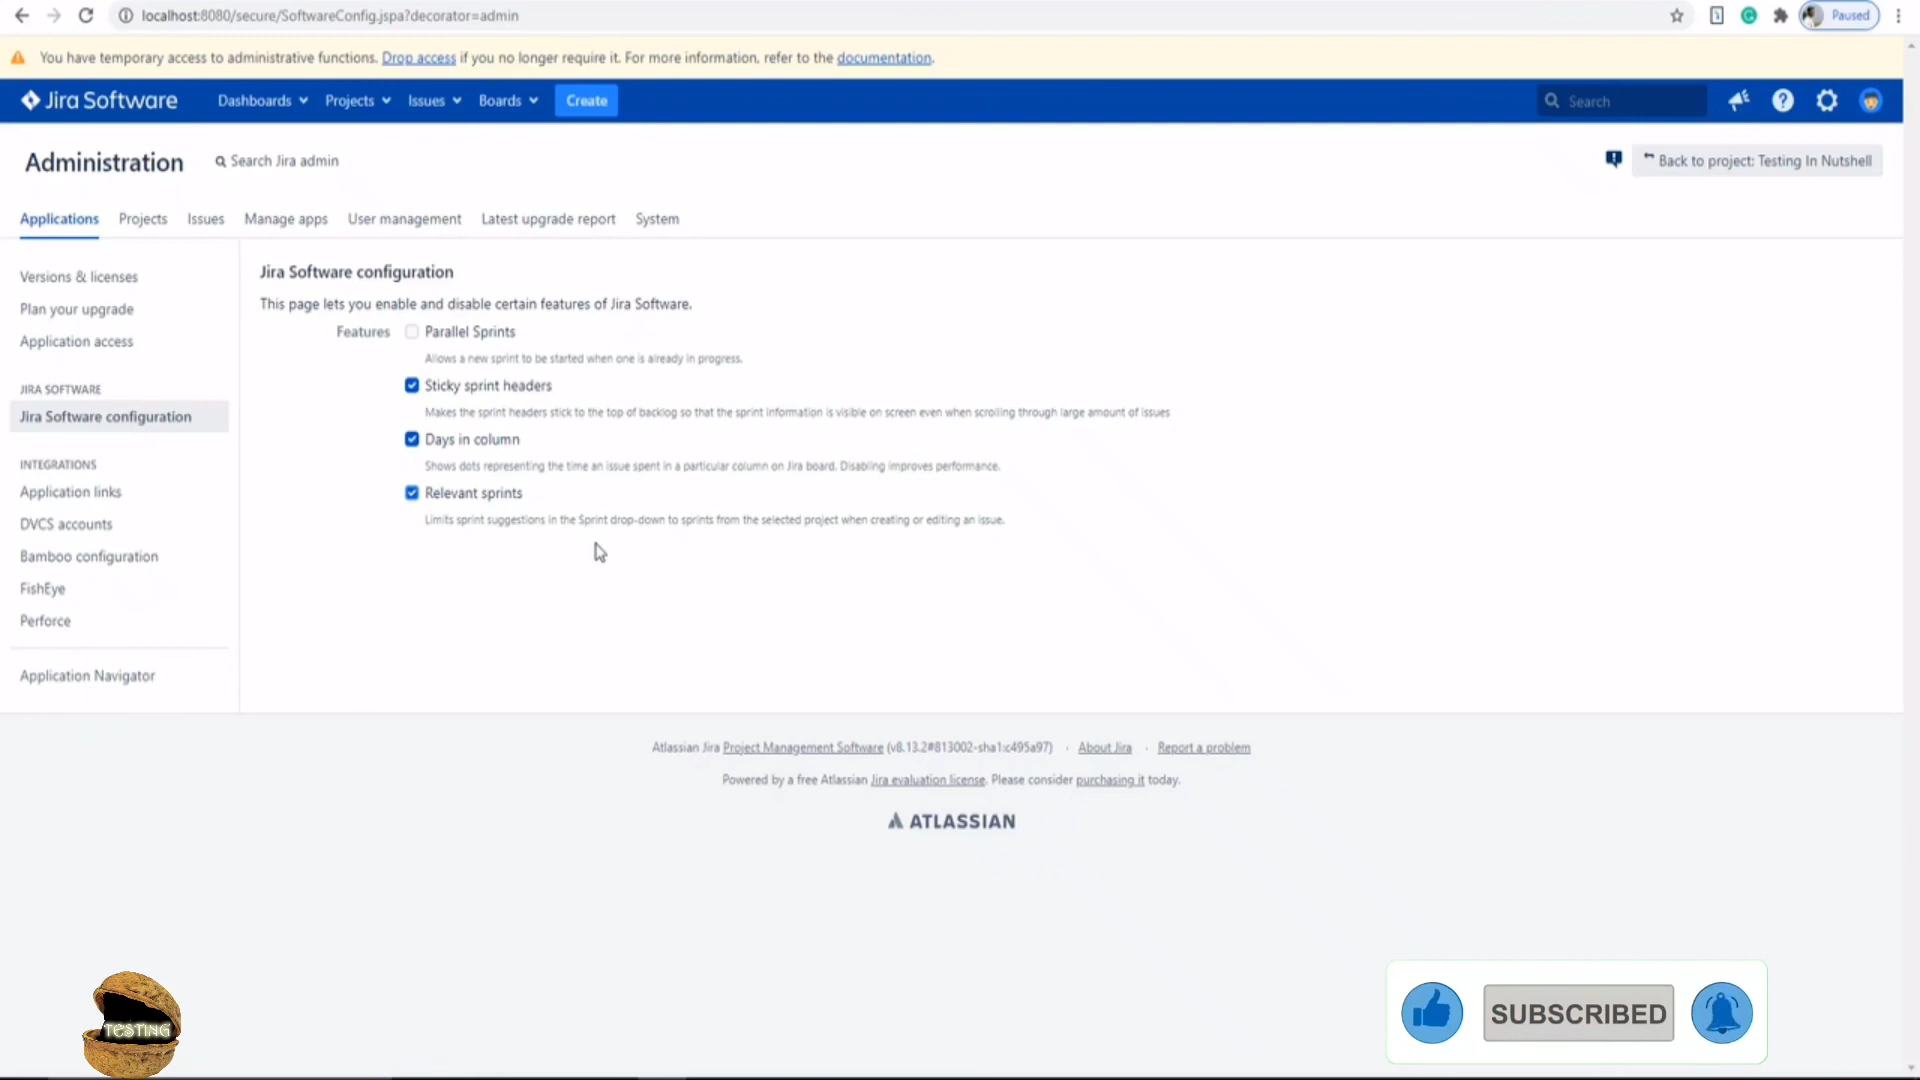 localhost:8080/secure/SoftwareConfig.jspa?decorator=admin
Paused
You have temporary access to administrative functions. Drop access if you no longer require it. For more information, refer to the documentation.
Jira Software
Dashboards
Projects
Issues
Boards
Create
Search
Administration
Search Jira admin
Back to project: Testing In Nutshell
Applications
Projects
Issues
Manage apps
User management
Latest upgrade report
System
Versions & licenses
Plan your upgrade
Application access
JIRA SOFTWARE
Jira Software configuration
INTEGRATIONS
Application links
DVCS accounts
Bamboo configuration
FishEye
Perforce
Application Navigator
Jira Software configuration
This page lets you enable and disable certain features of Jira Software.
Features
Parallel Sprints
Allows a new sprint to be started when one is already in progress.
Sticky sprint headers
Makes the sprint headers stick to the top of backlog so that the sprint information is visible on screen even when scrolling through large amount of issues
Days in column
Shows dots representing the time an issue spent in a particular column on Jira board. Disabling improves performance.
Relevant sprints
Limits sprint suggestions in the Sprint drop-down to sprints from the selected project when creating or editing an issue.
Atlassian Jira Project Management Software (v8.13.2#813002-sha1:c495a97) · About Jira · Report a problem
Powered by a free Atlassian Jira evaluation license. Please consider purchasing it today.
ATLASSIAN
TESTING
SUBSCRIBED